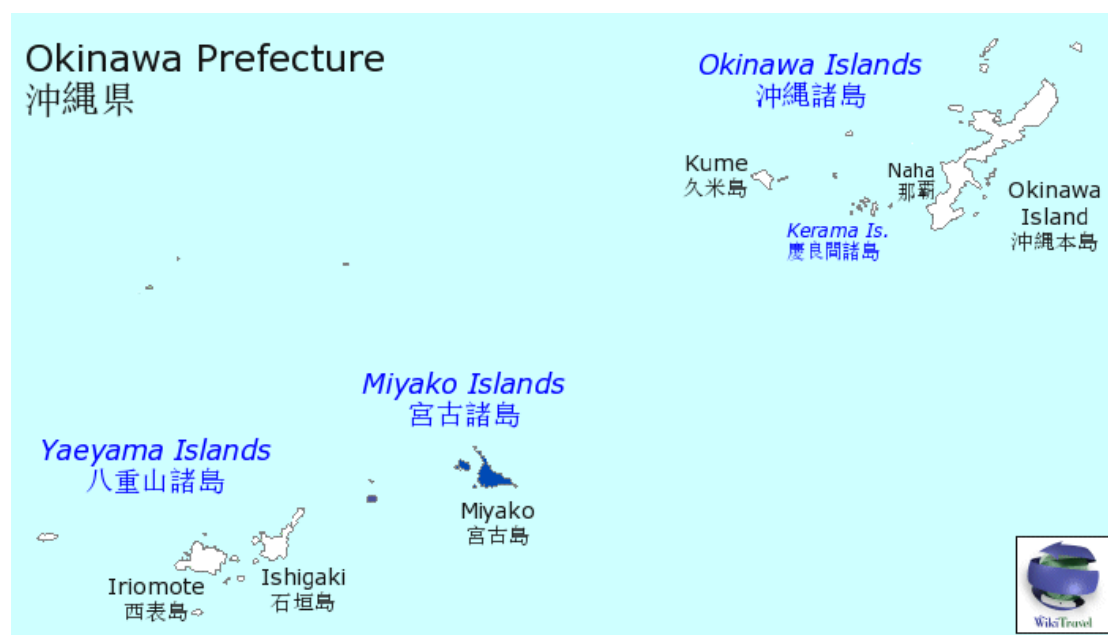 Okinawa Prefecture
沖縄県
Okinawa Islands
沖縄諸島
Kume
久米島
Naha
那覇
Okinawa
Island
沖縄本島
Kerama Is.
慶良間諸島
Miyako Islands
宮古諸島
Yaeyama Islands
八重山諸島
Miyako
宮古島
Iriomote
西表島
Ishigaki
石垣島
WikiTravel